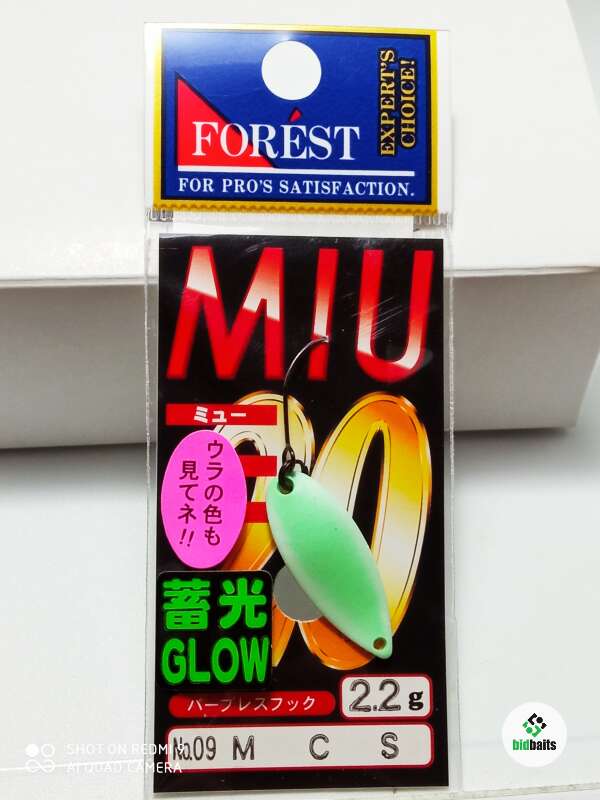 FORÉST
EXPERT'S
CHOICE!
FOR PRO'S SATISFACTION.
MIU
ミュー
ウラの色も
見てネ!!
蓄光
GLOW
バーブレスフック
2.2g
No.09 M C S
SHOT ON REDMI 9
AI QUAD CAMERA
bidbaits